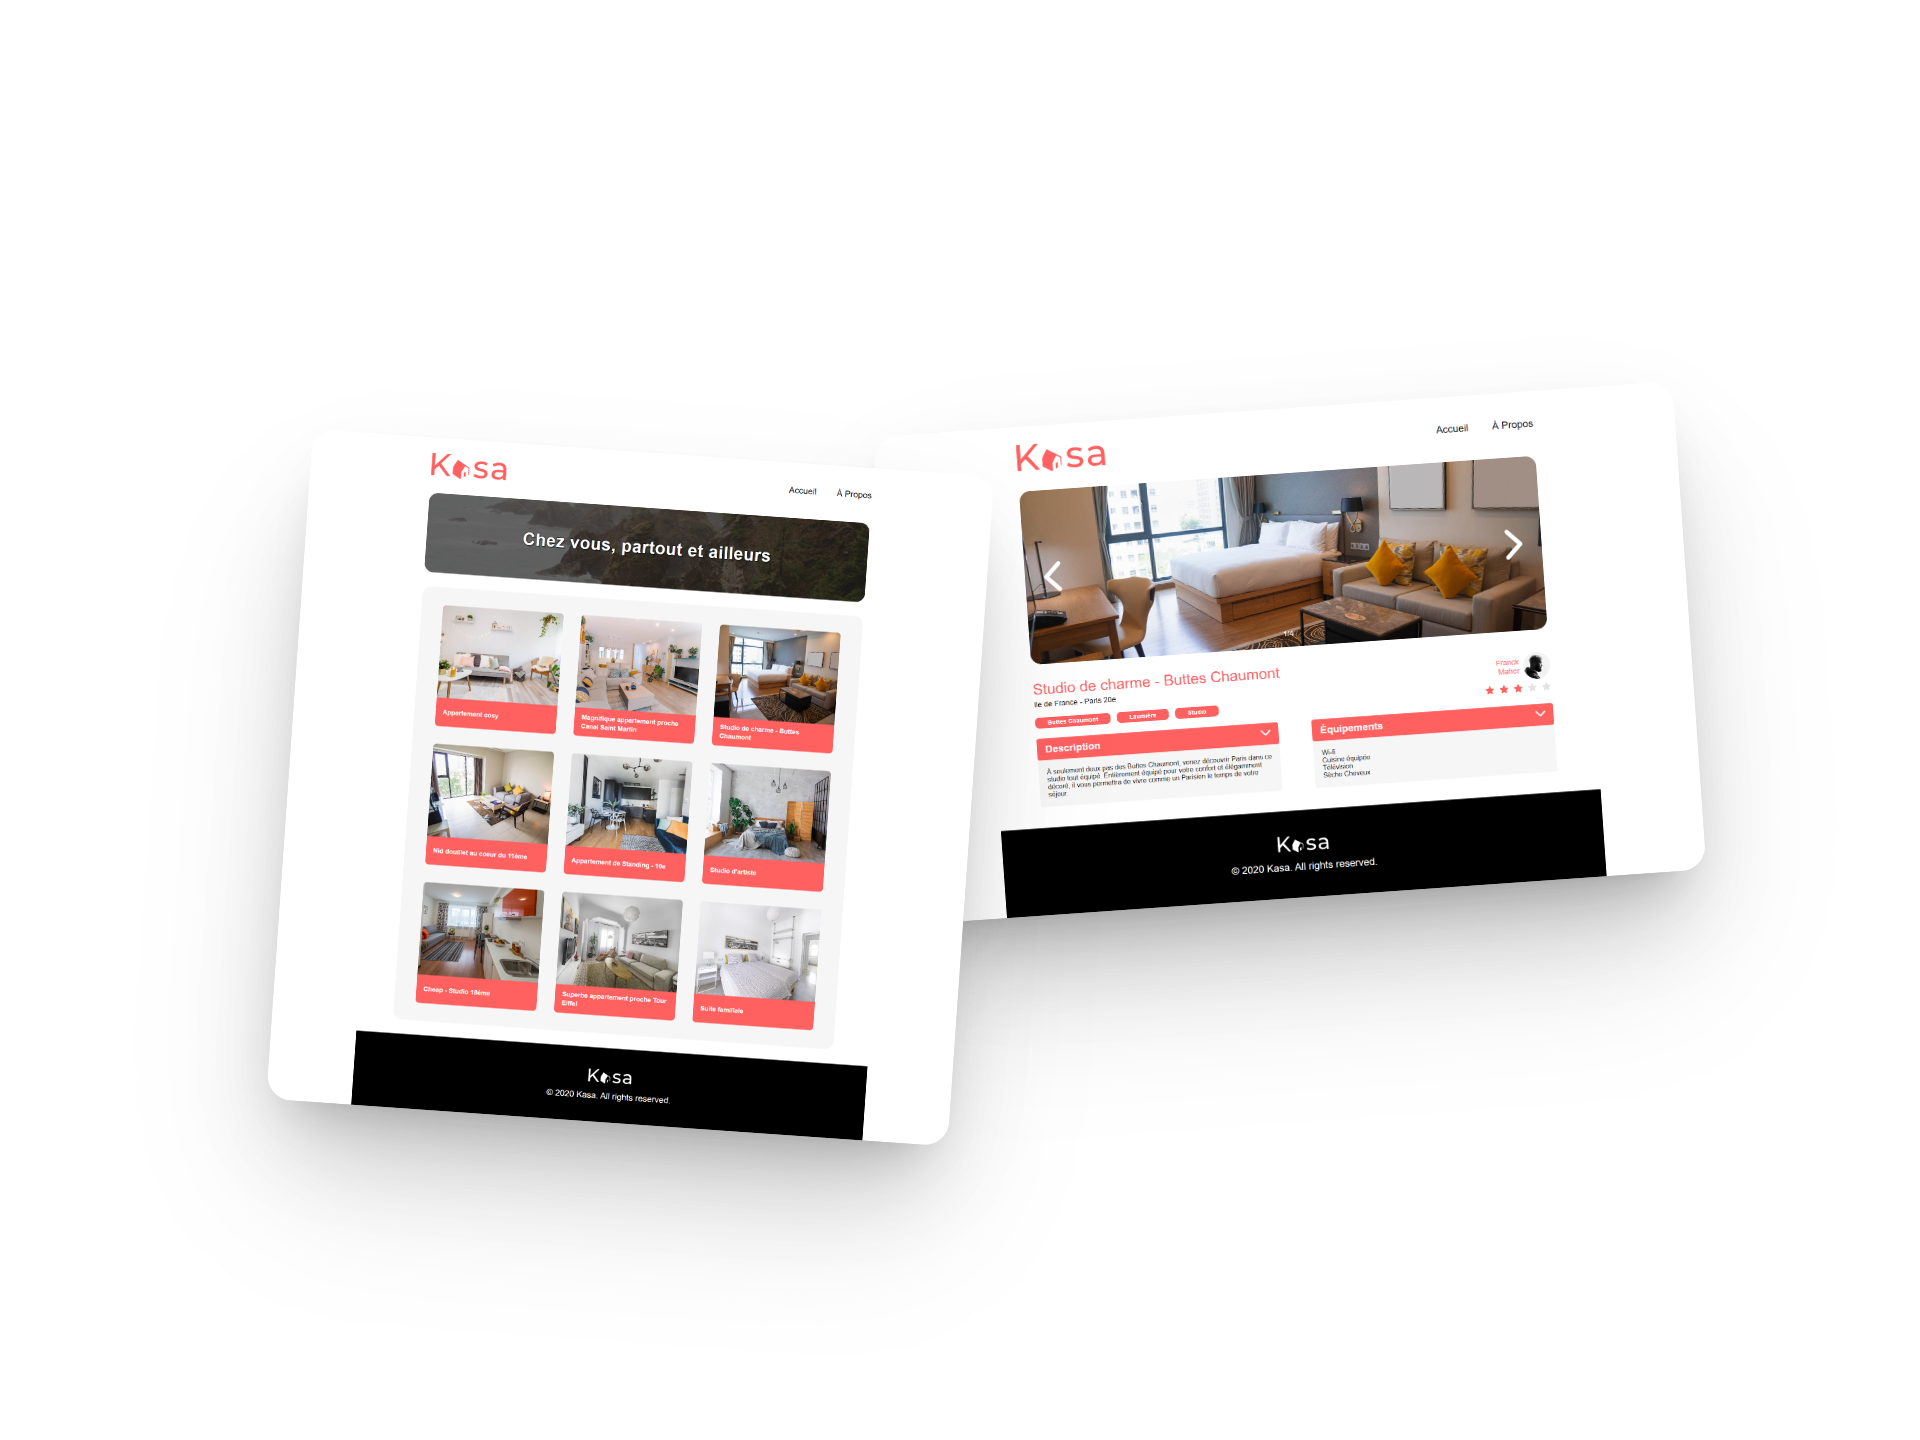 Kasa
Accueil
À Propos
Chez vous, partout et ailleurs
Appartement cosy
Magnifique appartement proche
Canal Saint Martin
Studio de charme - Buttes
Chaumont
Nid douillet au coeur du 11ème
Appartement de Standing - 10e
Studio d'artiste
Cheap - Studio 19ème
Superbe appartement proche Tour
Eiffel
Suite familiale
Kasa
© 2020 Kasa. All rights reserved.
Kasa
Accueil
À Propos
1/4
Studio de charme - Buttes Chaumont
Ile de France - Paris 20e
Franck
Maher
Buttes Chaumont
Laumière
Studio
Description
À seulement deux pas des Buttes Chaumont, venez découvrir Paris dans ce
studio tout équipé. Entièrement équipé pour votre confort et élégamment
décoré, il vous permettra de vivre comme un Parisien le temps de votre
séjour.
Équipements
Wi-fi
Cuisine équipée
Télévision
Sèche Cheveux
Kasa
© 2020 Kasa. All rights reserved.